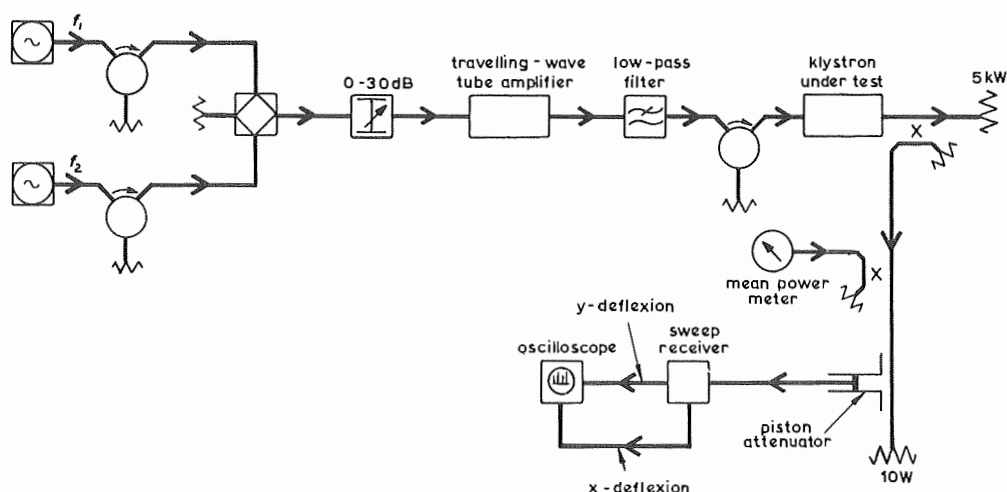 f₁
0-30dB
travelling-wave
tube amplifier
low-pass
filter
klystron
under test
5kW
X
f₂
X
mean power
meter
y-deflexion
oscilloscope
sweep
receiver
piston
attenuator
10W
x-deflexion